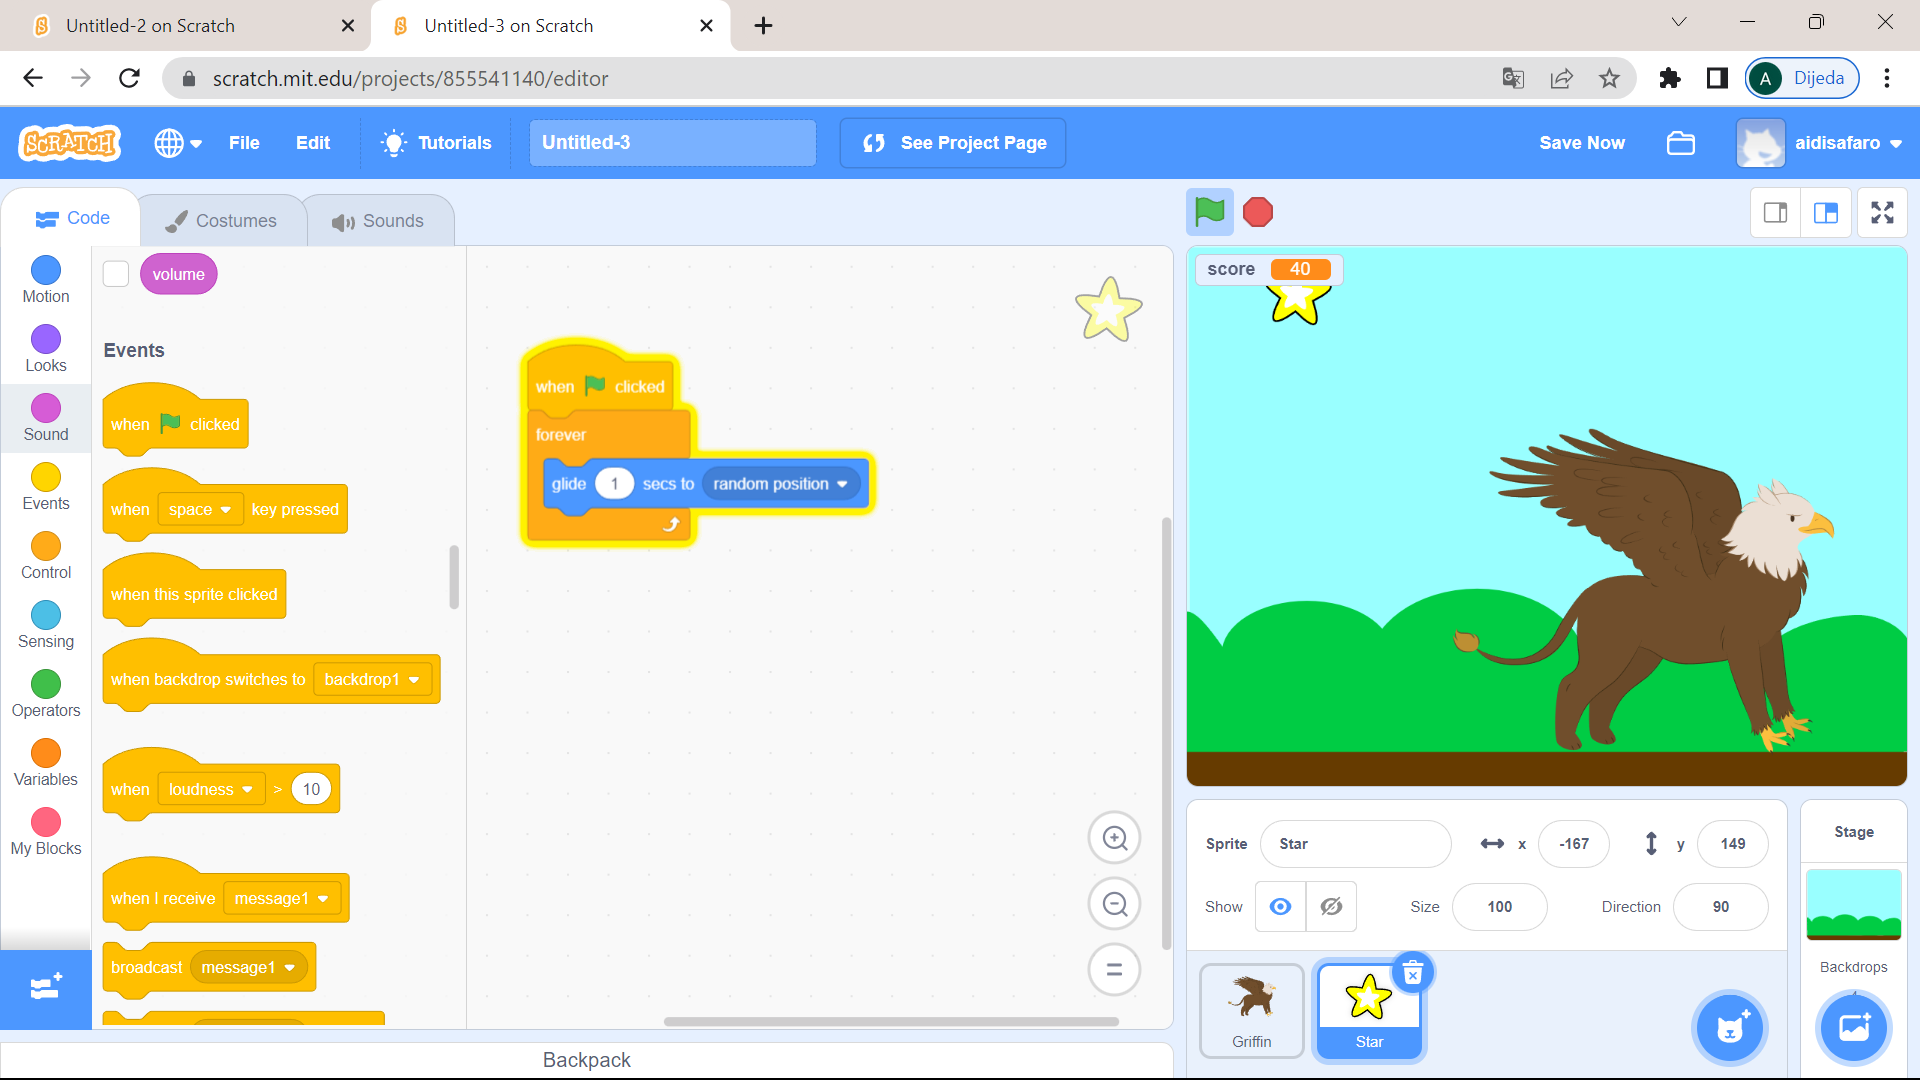 Untitled-2 on Scratch
Untitled-3 on Scratch
scratch.mit.edu/projects/855541140/editor
A Dijeda
SCRATCH
File
Edit
Tutorials
Untitled-3
See Project Page
Save Now
aidisafaro
Code
Costumes
Sounds
Motion
Looks
Sound
Events
Control
Sensing
Operators
Variables
My Blocks
volume
Events
when clicked
when space key pressed
when this sprite clicked
when backdrop switches to backdrop1
when loudness > 10
when I receive message1
broadcast message1
when clicked
forever
glide 1 secs to random position
Backpack
score 40
Sprite Star x -167 y 149
Show Size 100 Direction 90
Griffin
Star
Stage
Backdrops